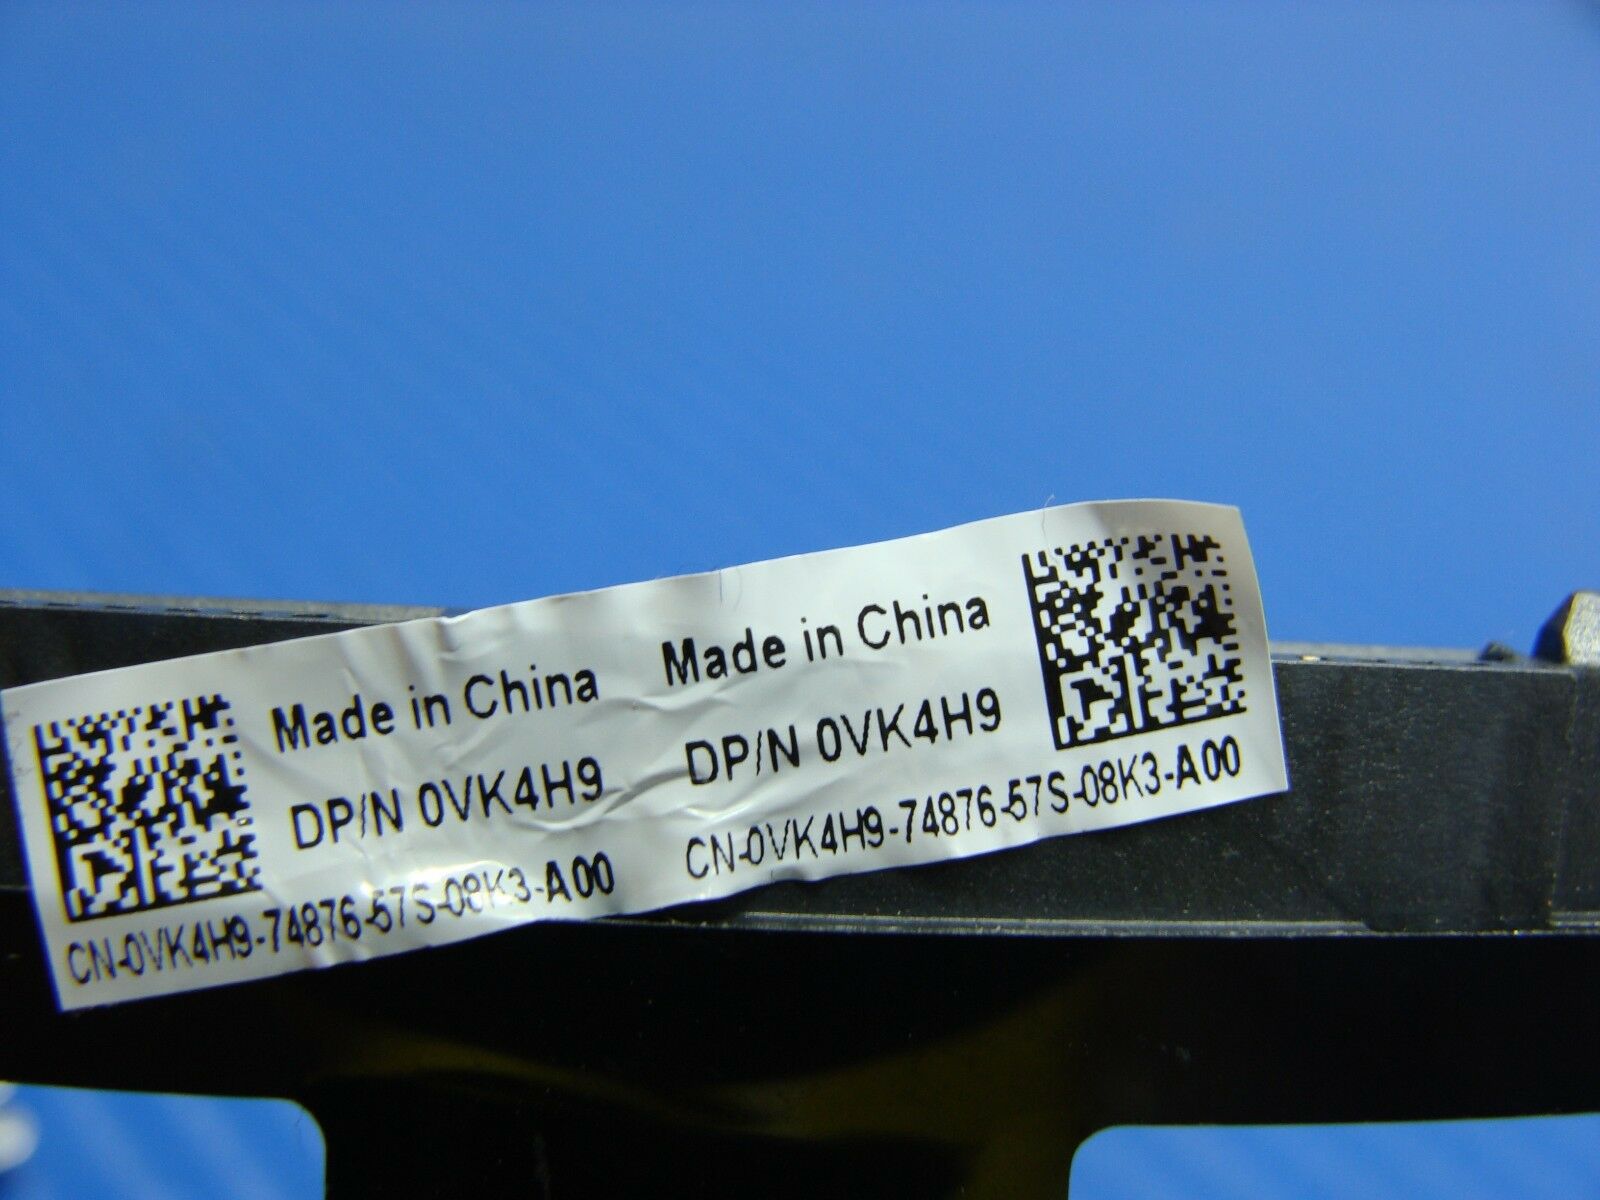 Made in China
DP/N 0VK4H9
CN-0VK4H9-74876-57S-08K3-A00
Made in China
DP/N 0VK4H9
CN-0VK4H9-74876-57S-08K3-A00